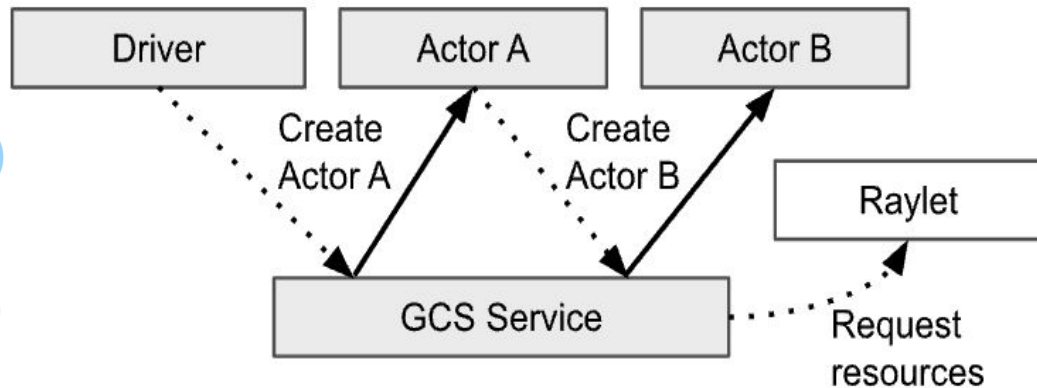 Driver
Actor A
Actor B
Create
Actor A
Create
Actor B
Raylet
GCS Service
Request
resources